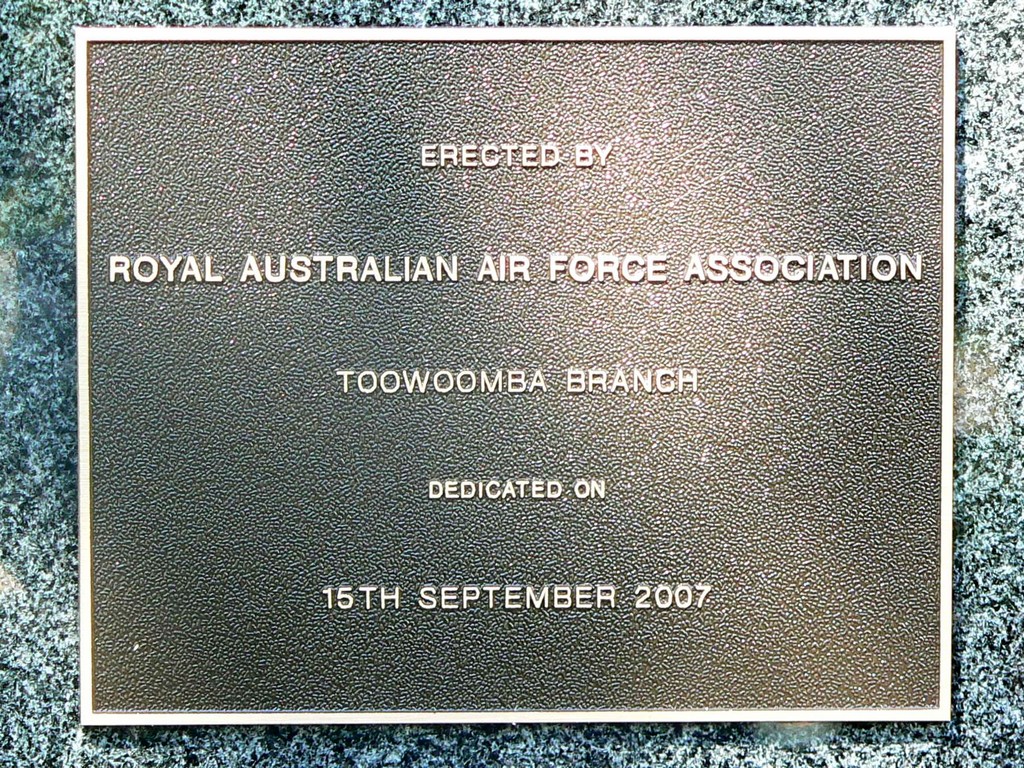 ERECTED BY
ROYAL AUSTRALIAN AIR FORCE ASSOCIATION
TOOWOOMBA BRANCH
DEDICATED ON
15TH SEPTEMBER 2007